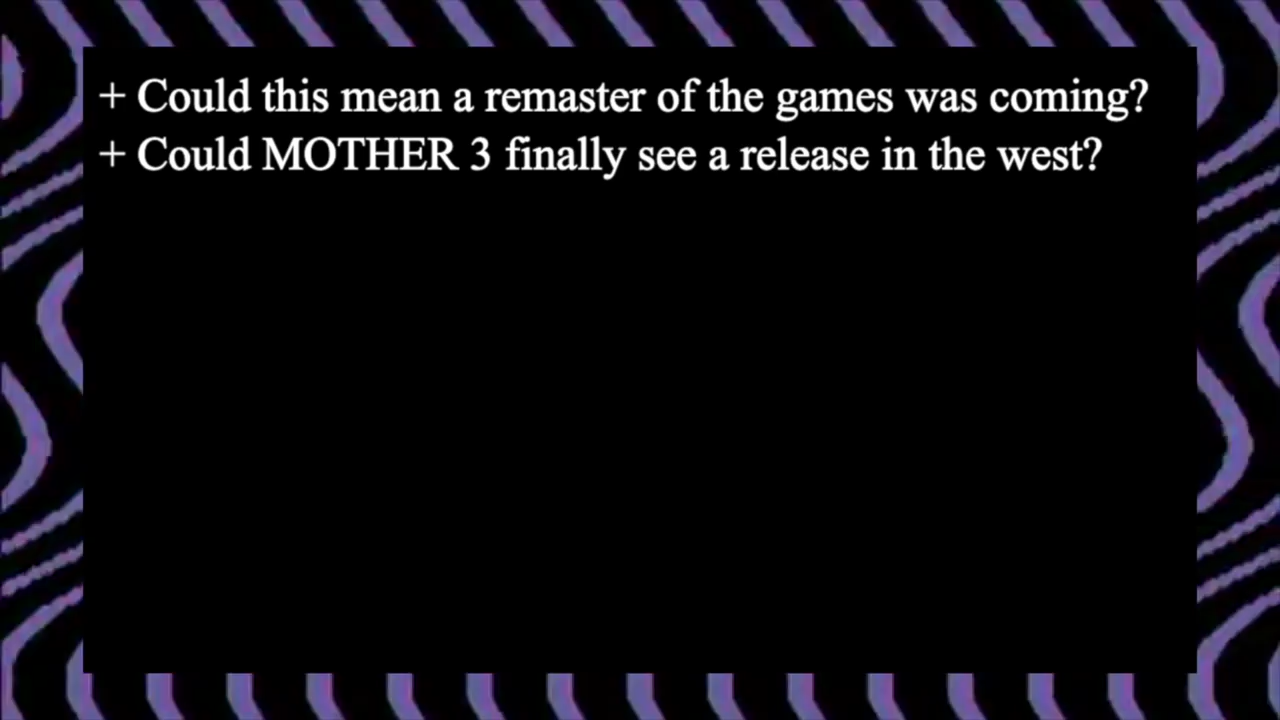 + Could this mean a remaster of the games was coming?
+ Could MOTHER 3 finally see a release in the west?